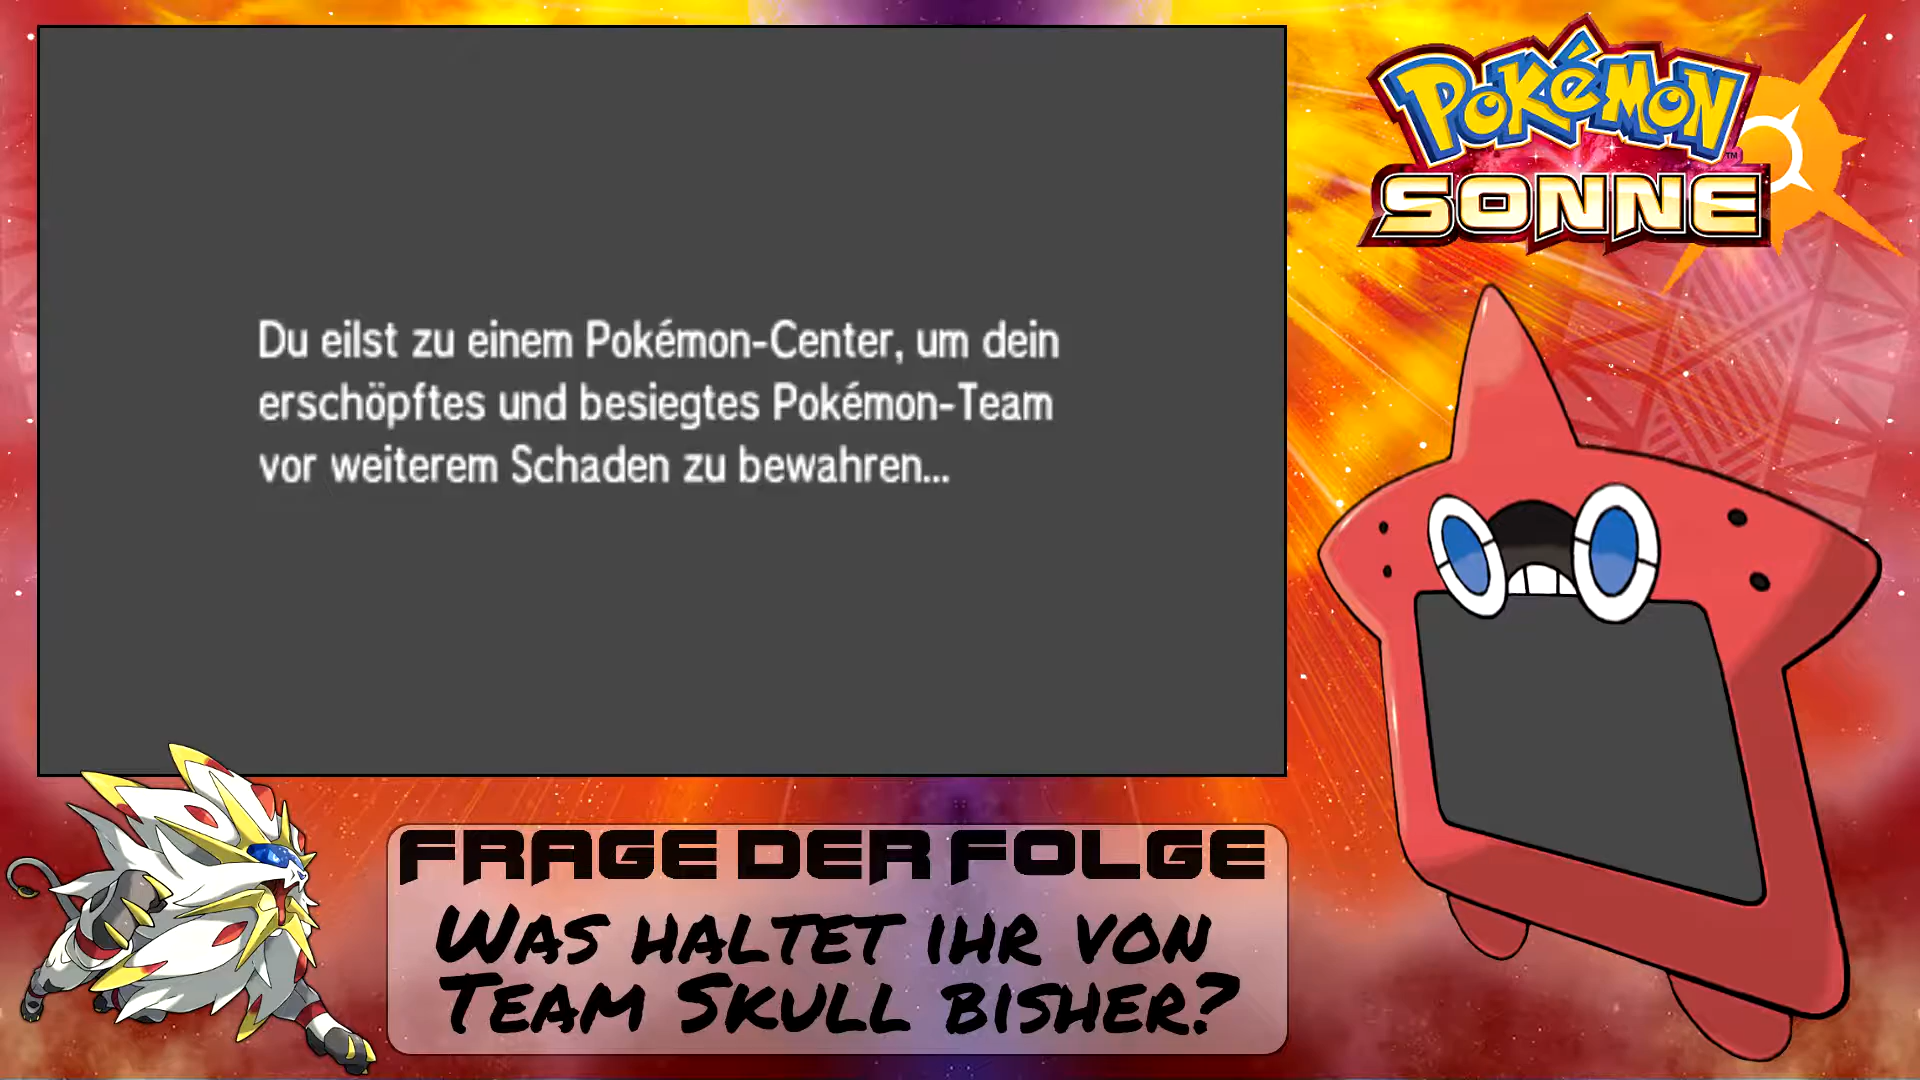 Du eilst zu einem Pokémon-Center, um dein
erschöpftes und besiegtes Pokémon-Team
vor weiterem Schaden zu bewahren...
POKÉMON
TM
SONNE
FRAGE DER FOLGE
WAS HALTET IHR VON
TEAM SKULL BISHER?